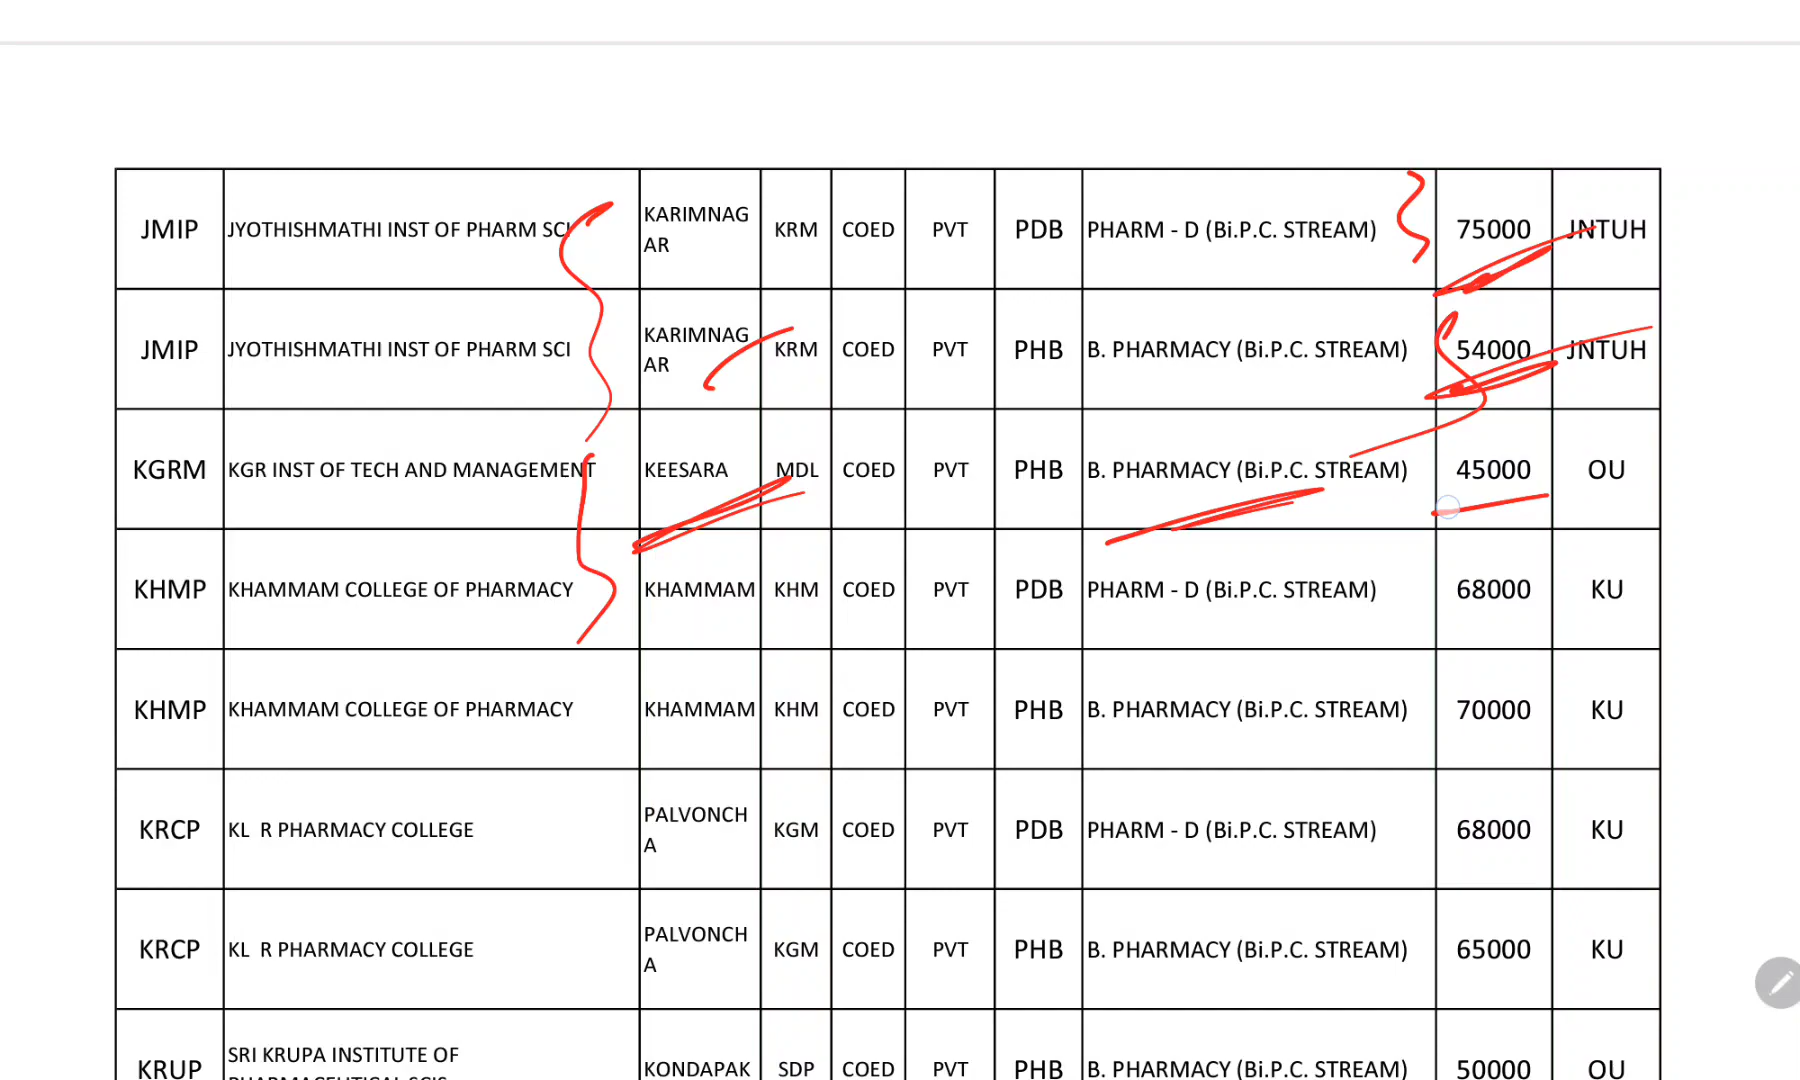 JMIP JYOTHISHMATHI INST OF PHARM SCI KARIMNAG AR KRM COED PVT PDB PHARM - D (Bi.P.C. STREAM) 75000 JNTUH
JMIP JYOTHISHMATHI INST OF PHARM SCI KARIMNAG AR KRM COED PVT PHB B. PHARMACY (Bi.P.C. STREAM) 54000 JNTUH
KGRM KGR INST OF TECH AND MANAGEMENT KEESARA MDL COED PVT PHB B. PHARMACY (Bi.P.C. STREAM) 45000 OU
KHMP KHAMMAM COLLEGE OF PHARMACY KHAMMAM KHM COED PVT PDB PHARM - D (Bi.P.C. STREAM) 68000 KU
KHMP KHAMMAM COLLEGE OF PHARMACY KHAMMAM KHM COED PVT PHB B. PHARMACY (Bi.P.C. STREAM) 70000 KU
KRCP KL R PHARMACY COLLEGE PALVONCH A KGM COED PVT PDB PHARM - D (Bi.P.C. STREAM) 68000 KU
KRCP KL R PHARMACY COLLEGE PALVONCH A KGM COED PVT PHB B. PHARMACY (Bi.P.C. STREAM) 65000 KU
KRUP SRI KRUPA INSTITUTE OF KONDAPAK SDP COED PVT PHB B. PHARMACY (Bi.P.C. STREAM) 50000 OU